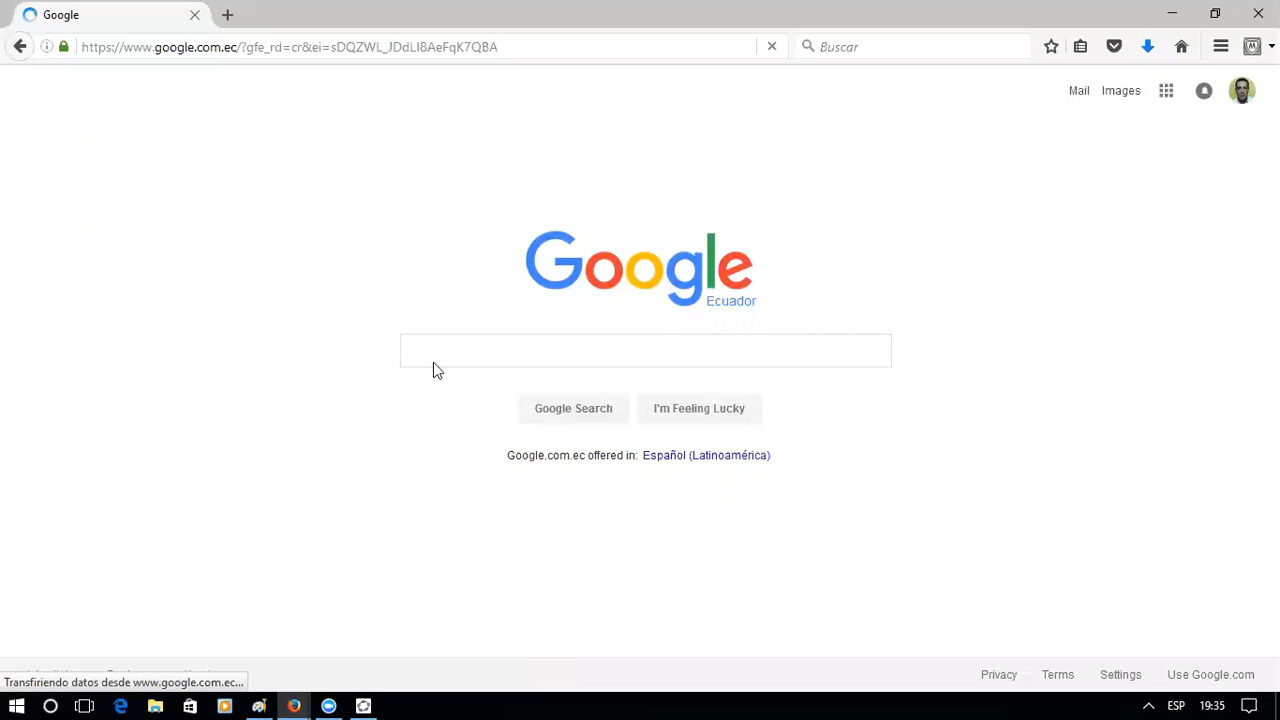 Google
https://www.google.com.ec/?gfe_rd=cr&ei=sDQZWL_JDdLI8AeFqK7QBA
Buscar
Mail Images
Google
Ecuador
Google Search I'm Feeling Lucky
Google.com.ec offered in: Español (Latinoamérica)
Privacy Terms Settings Use Google.com
Transfiriendo datos desde www.google.com.ec...
ESP 19:35